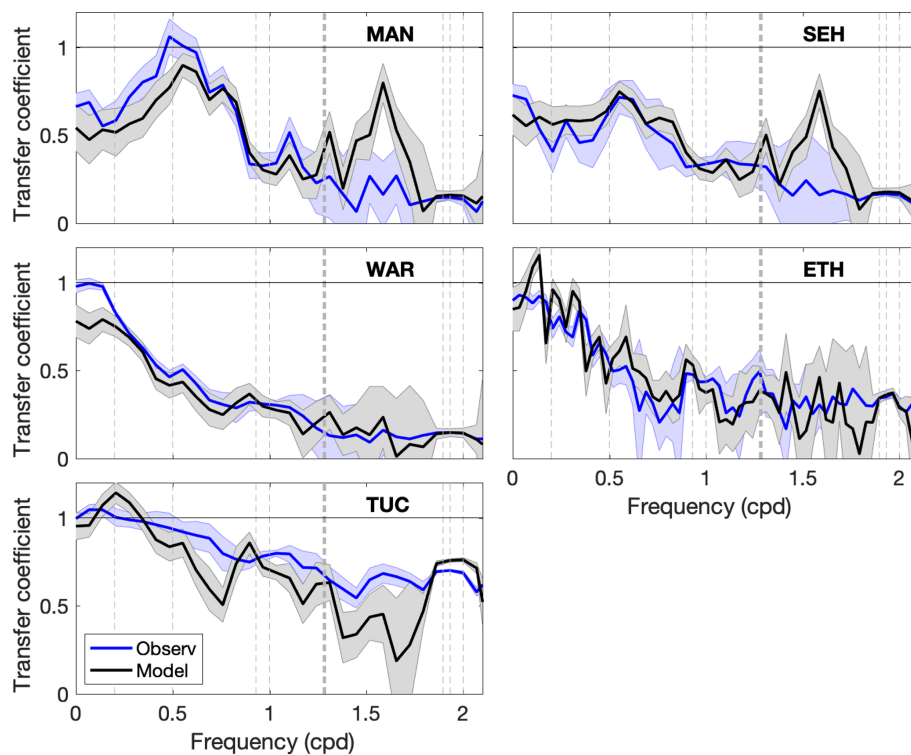 MAN
1
0.5
0
Transfer coefficient
SEH
WAR
1
0.5
0
Transfer coefficient
ETH
0 0.5 1 1.5 2
Frequency (cpd)
TUC
1
0.5
0
Transfer coefficient
Observ
Model
0 0.5 1 1.5 2
Frequency (cpd)